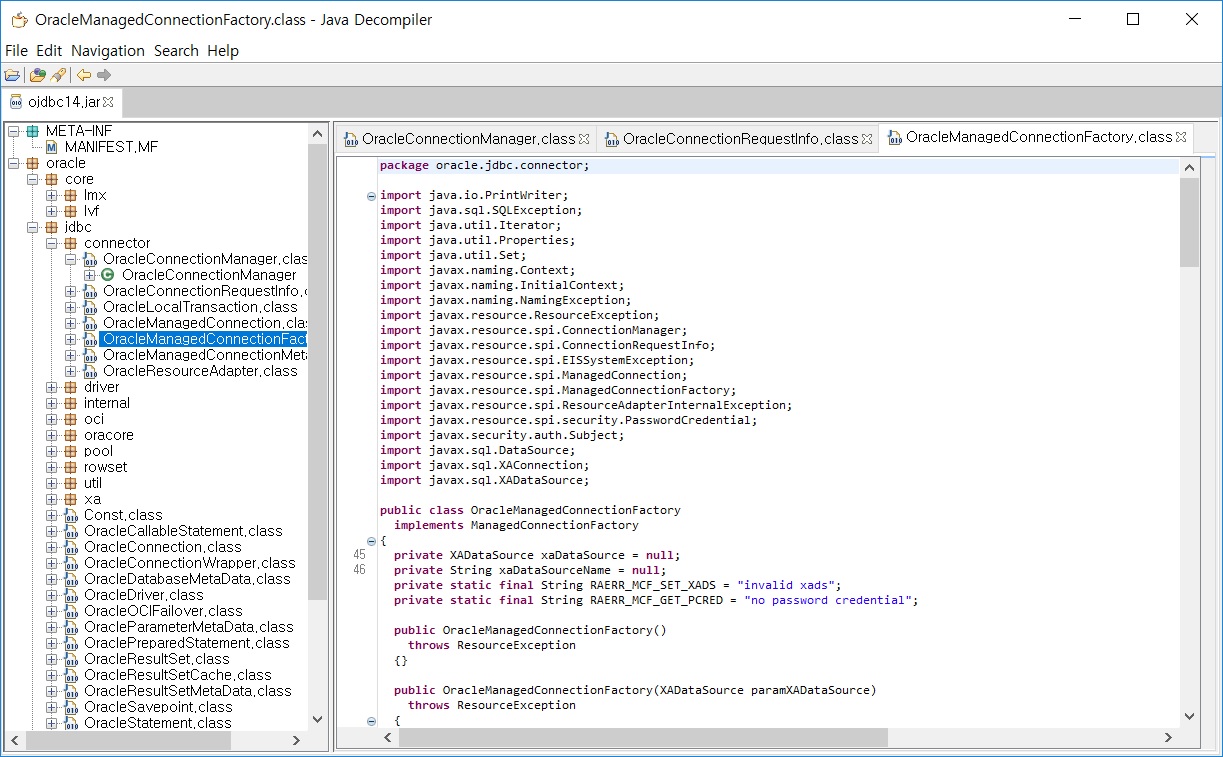 OracleManagedConnectionFactory.class - Java Decompiler
File Edit Navigation Search Help
ojdbc14.jar
META-INF
MANIFEST.MF
oracle
core
lmx
lvf
jdbc
connector
OracleConnectionManager.clas
OracleConnectionManager
OracleConnectionRequestInfo.c
OracleLocalTransaction.class
OracleManagedConnection.clas
OracleManagedConnectionFact
OracleManagedConnectionMeta
OracleResourceAdapter.class
driver
internal
oci
oracore
pool
rowset
util
xa
Const.class
OracleCallableStatement.class
OracleConnection.class
OracleConnectionWrapper.class
OracleDatabaseMetaData.class
OracleDriver.class
OracleOCIFailover.class
OracleParameterMetaData.class
OraclePreparedStatement.class
OracleResultSet.class
OracleResultSetCache.class
OracleResultSetMetaData.class
OracleSavepoint.class
OracleStatement.class
OracleConnectionManager.class OracleConnectionRequestInfo.class OracleManagedConnectionFactory.class
package oracle.jdbc.connector;
import java.io.PrintWriter;
import java.sql.SQLException;
import java.util.Iterator;
import java.util.Properties;
import java.util.Set;
import javax.naming.Context;
import javax.naming.InitialContext;
import javax.naming.NamingException;
import javax.resource.ResourceException;
import javax.resource.spi.ConnectionManager;
import javax.resource.spi.ConnectionRequestInfo;
import javax.resource.spi.EISSystemException;
import javax.resource.spi.ManagedConnection;
import javax.resource.spi.ManagedConnectionFactory;
import javax.resource.spi.ResourceAdapterInternalException;
import javax.resource.spi.security.PasswordCredential;
import javax.security.auth.Subject;
import javax.sql.DataSource;
import javax.sql.XAConnection;
import javax.sql.XADataSource;
public class OracleManagedConnectionFactory
implements ManagedConnectionFactory
{
45 private XADataSource xaDataSource = null;
46 private String xaDataSourceName = null;
private static final String RAERR_MCF_SET_XADS = "invalid xads";
private static final String RAERR_MCF_GET_PCRED = "no password credential";
public OracleManagedConnectionFactory()
throws ResourceException
{}
public OracleManagedConnectionFactory(XADataSource paramXADataSource)
throws ResourceException
{